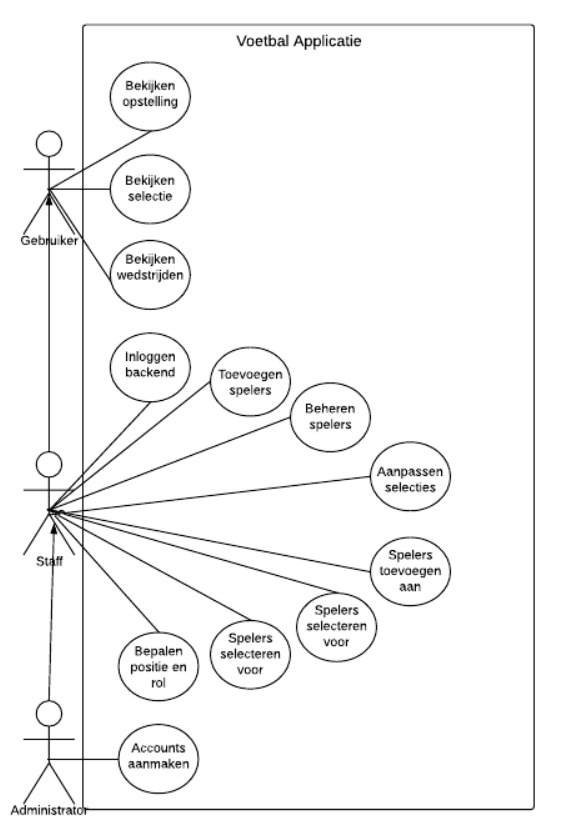 Voetbal Applicatie
Bekijken
opstelling
Bekijken
selectie
Gebruiker
Bekijken
wedstrijden
Inloggen
backend
Toevoegen
spelers
Beheren
spelers
Aanpassen
selecties
Staff
Spelers
toevoegen
aan
Spelers
selecteren
voor
Spelers
selecteren
voor
Bepalen
positie en
rol
Accounts
aanmaken
Administrator